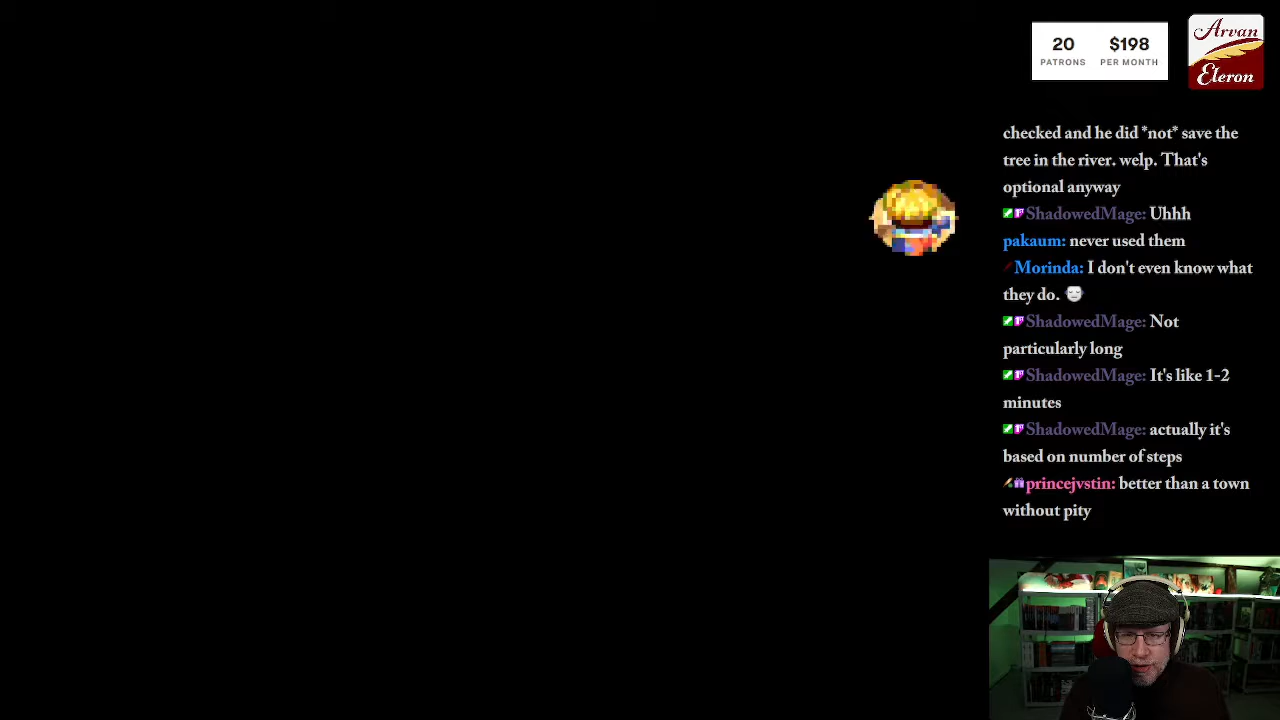 20 $198
PATRONS PER MONTH
Arvan
Eleron
checked and he did *not* save the
tree in the river. welp. That's
optional anyway
ShadowedMage: Uhhh
pakaum: never used them
Morinda: I don't even know what
they do.
ShadowedMage: Not
particularly long
ShadowedMage: It's like 1-2
minutes
ShadowedMage: actually it's
based on number of steps
princejvstin: better than a town
without pity